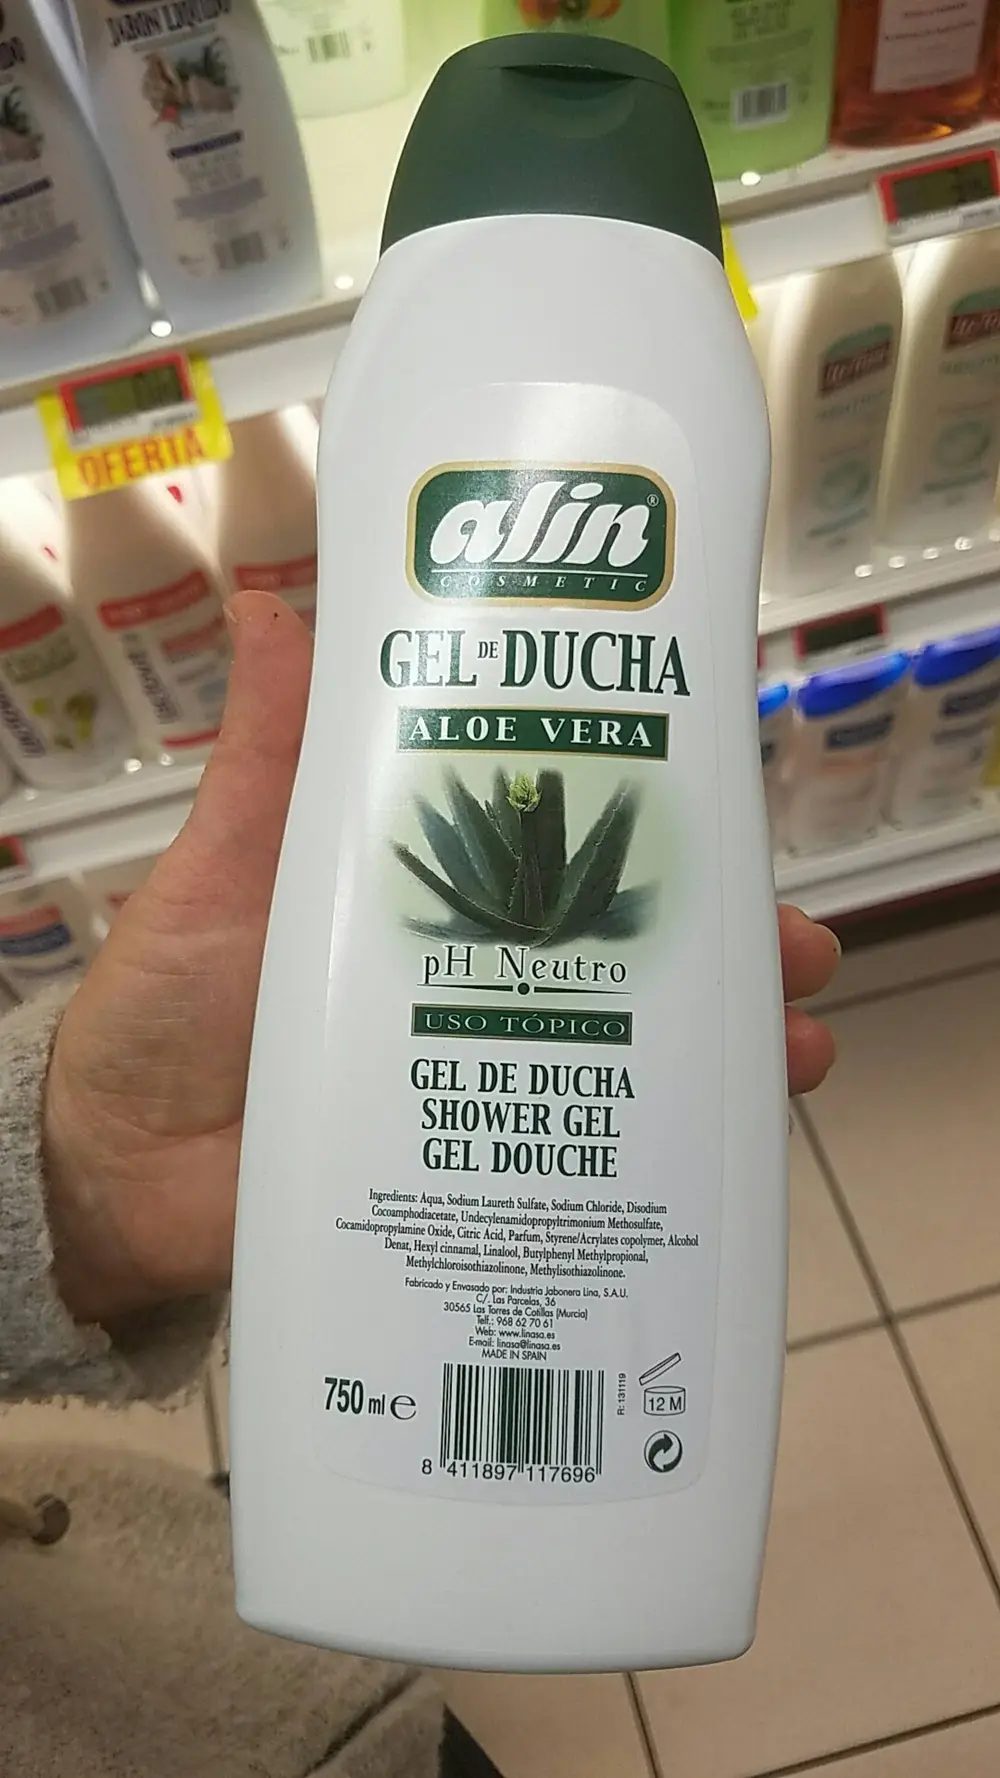 JABÓN LÍQUIDO
OFERTA
alin®
COSMETIC
GEL DE DUCHA
ALOE VERA
pH Neutro
USO TÓPICO
GEL DE DUCHA
SHOWER GEL
GEL DOUCHE
Ingredients: Aqua, Sodium Laureth Sulfate, Sodium Chloride, Disodium
Cocoamphodiacetate, Undecylenamidopropyltrimonium Methosulfate,
Cocamidopropylamine Oxide, Citric Acid, Parfum, Styrene/Acrylates copolymer, Alcohol
Denat, Hexyl cinnamal, Linalool, Butylphenyl Methylpropional,
Methylchloroisothiazolinone, Methylisothiazolinone.
Fabricado y Envasado por: Industria Jabonera Lina, S.A.U.
C/. Las Parcelas, 36
30565 Las Torres de Cotillas (Murcia)
Telf.: 968 62 70 61
Web: www.linasa.es
E-mail: linasa@linasa.es
MADE IN SPAIN
750 ml e
R: 131119
12 M
8 411897 117696